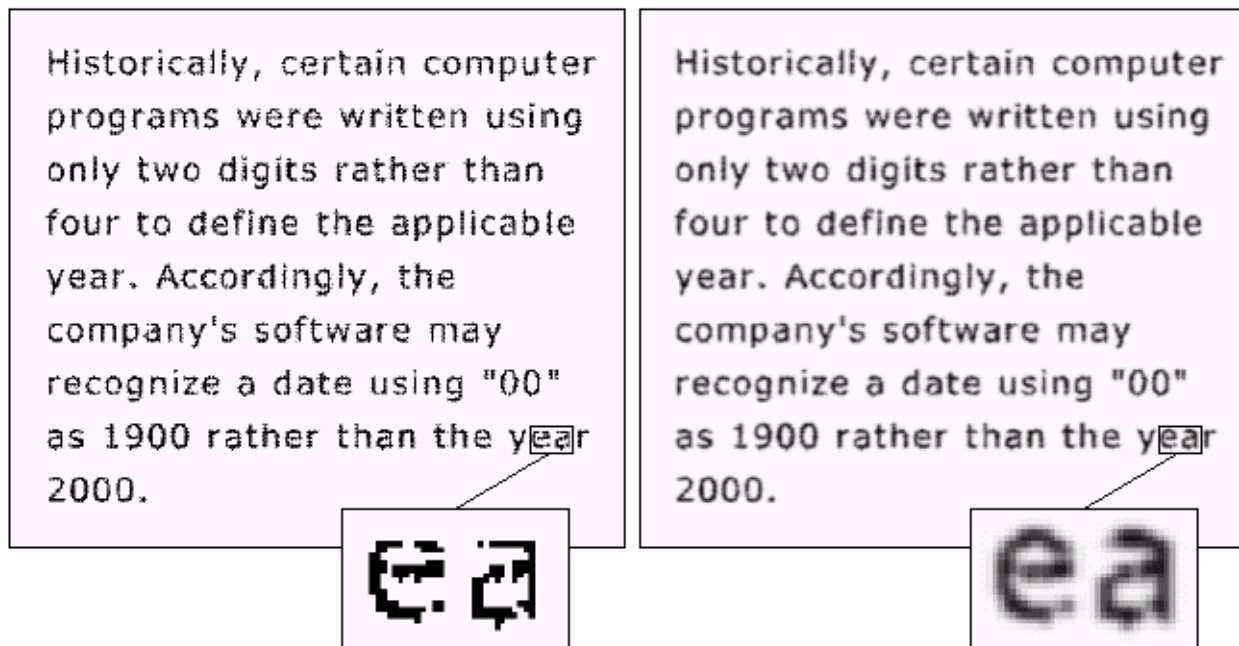 Historically, certain computer
programs were written using
only two digits rather than
four to define the applicable
year. Accordingly, the
company's software may
recognize a date using "00"
as 1900 rather than the year
2000.
ea
Historically, certain computer
programs were written using
only two digits rather than
four to define the applicable
year. Accordingly, the
company's software may
recognize a date using "00"
as 1900 rather than the year
2000.
ea